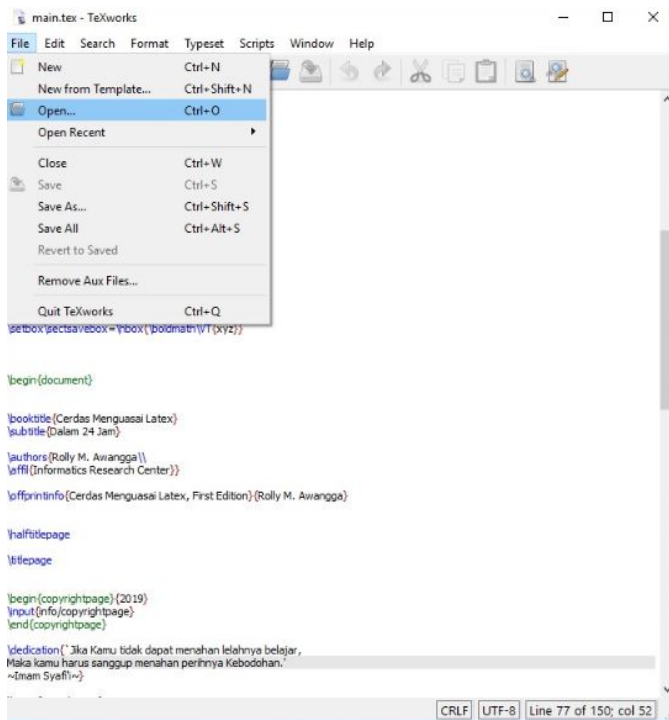 main.tex - TeXworks
File Edit Search Format Typeset Scripts Window Help
New Ctrl+N
New from Template... Ctrl+Shift+N
Open... Ctrl+O
Open Recent
Close Ctrl+W
Save Ctrl+S
Save As... Ctrl+Shift+S
Save All Ctrl+Alt+S
Revert to Saved
Remove Aux Files...
Quit TeXworks Ctrl+Q
\setbox\sectsavebox=\hbox{\boldmath\VT{xyz}}
\begin{document}
\booktitle{Cerdas Menguasai Latex}
\subtitle{Dalam 24 Jam}
\authors{Rolly M. Awangga\\
\affil{Informatics Research Center}}
\offprintinfo{Cerdas Menguasai Latex, First Edition}{Rolly M. Awangga}
\halftitlepage
\titlepage
\begin{copyrightpage}{2019}
\input{info/copyrightpage}
\end{copyrightpage}
\dedication{`Jika Kamu tidak dapat menahan lelahnya belajar,
Maka kamu harus sanggup menahan perihnya Kebodohan.'
~Imam Syafi'i~}
CRLF UTF-8 Line 77 of 150; col 52